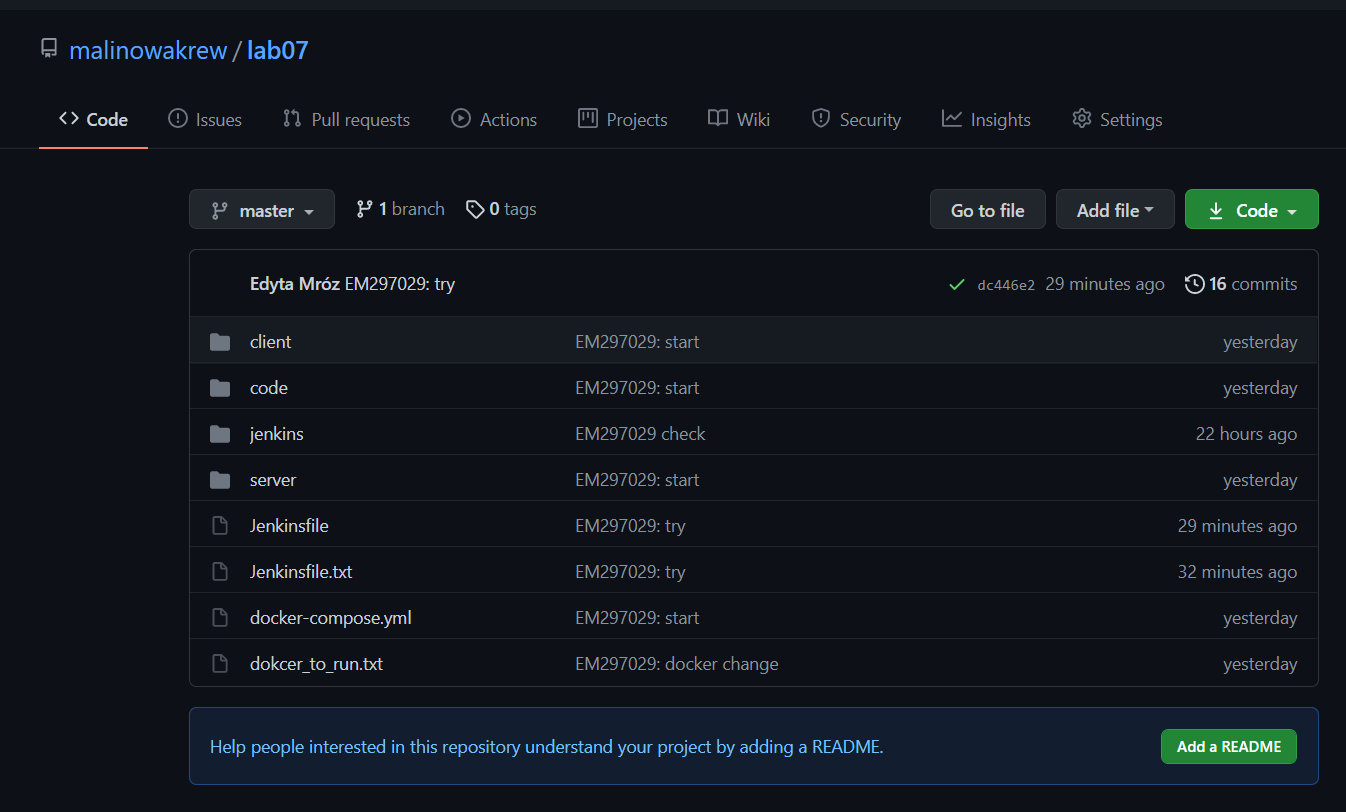 malinowakrew / lab07
Code Issues Pull requests Actions Projects Wiki Security Insights Settings
master 1 branch 0 tags Go to file Add file Code
Edyta Mróz EM297029: try dc446e2 29 minutes ago 16 commits
client EM297029: start yesterday
code EM297029: start yesterday
jenkins EM297029 check 22 hours ago
server EM297029: start yesterday
Jenkinsfile EM297029: try 29 minutes ago
Jenkinsfile.txt EM297029: try 32 minutes ago
docker-compose.yml EM297029: start yesterday
dokcer_to_run.txt EM297029: docker change yesterday
Help people interested in this repository understand your project by adding a README. Add a README